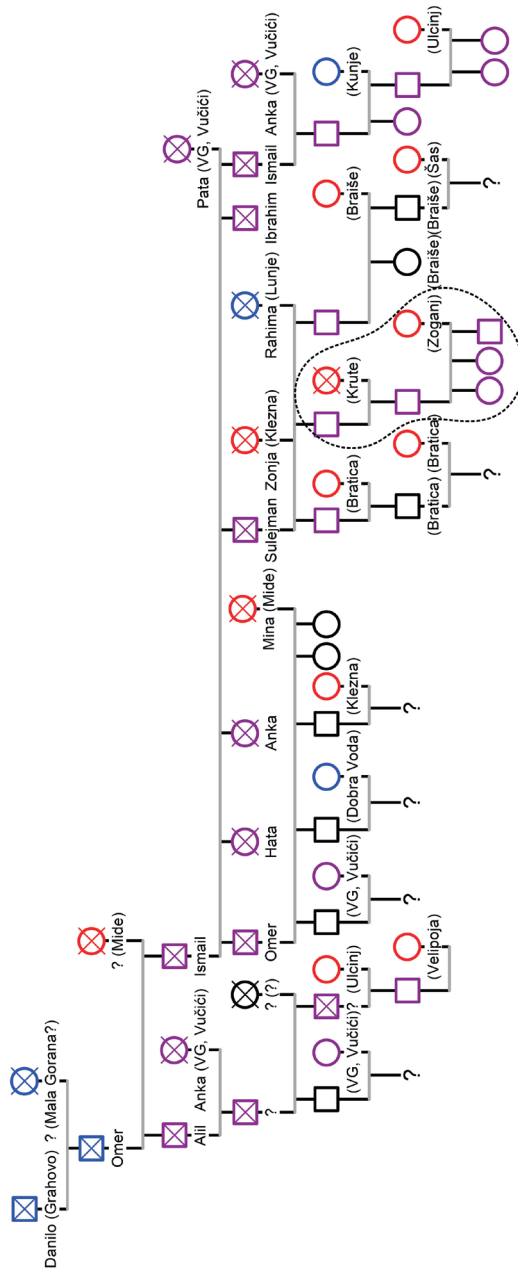 Danilo (Grahovo)
? (Mala Gorana?)
Omer
? (Mide)
Alil
Anka (VG, Vučići)
Ismail
Pata (VG, Vučići)
?
? (?)
Omer
Hata
Anka
Mina (Mide)
Sulejman
Zonja (Klezna)
Rahima (Lunje)
Ibrahim
Ismail
Anka (VG, Vučići)
(VG, Vučići)
?
(Ulcinj)
(VG, Vučići)
(Dobra Voda)
(Klezna)
(Bratica)
(Krute)
(Braiše)
(Kunje)
?
(Velipoja)
?
?
?
(Bratica)
(Bratica)
(Zoganj)
(Braiše)
(Braiše)
(Šas)
(Ulcinj)
?
?